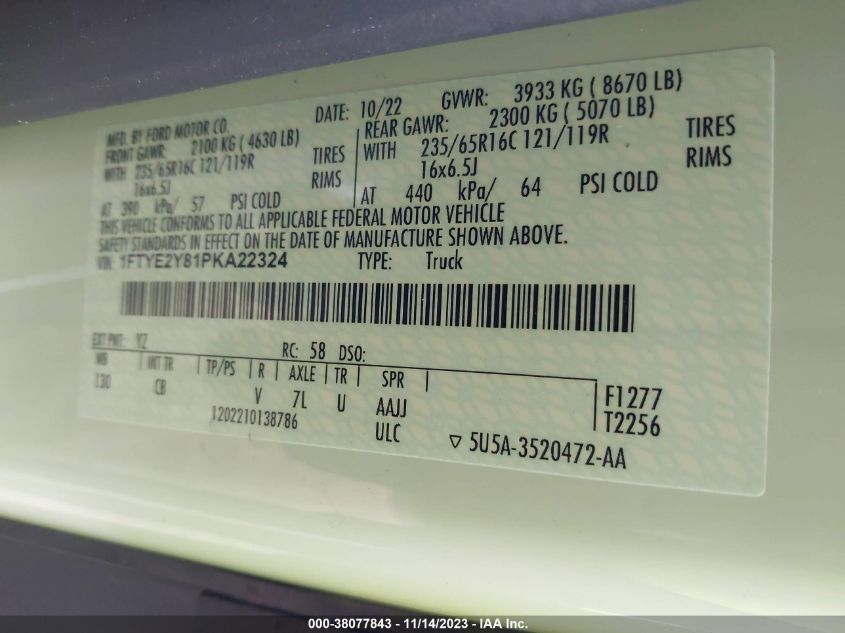 MFD. BY FORD MOTOR CO.
DATE: 10/22 GVWR: 3933 KG ( 8670 LB)
FRONT GAWR: 2100 KG ( 4630 LB)
WITH 235/65R16C 121/119R TIRES
16x6.5J RIMS
AT 390 kPa/ 57 PSI COLD
REAR GAWR: 2300 KG ( 5070 LB)
WITH 235/65R16C 121/119R TIRES
16x6.5J RIMS
AT 440 kPa/ 64 PSI COLD
THIS VEHICLE CONFORMS TO ALL APPLICABLE FEDERAL MOTOR VEHICLE
SAFETY STANDARDS IN EFFECT ON THE DATE OF MANUFACTURE SHOWN ABOVE.
VIN: 1FTYE2Y81PKA22324 TYPE: Truck
EXT PNT: YZ RC: 58 DSO:
WB INT TR TP/PS R AXLE TR SPR
130 CB V 7L U AAJJ
1202210138786 ULC
F1277
T2256
5U5A-3520472-AA
000-38077843 - 11/14/2023 - IAA Inc.